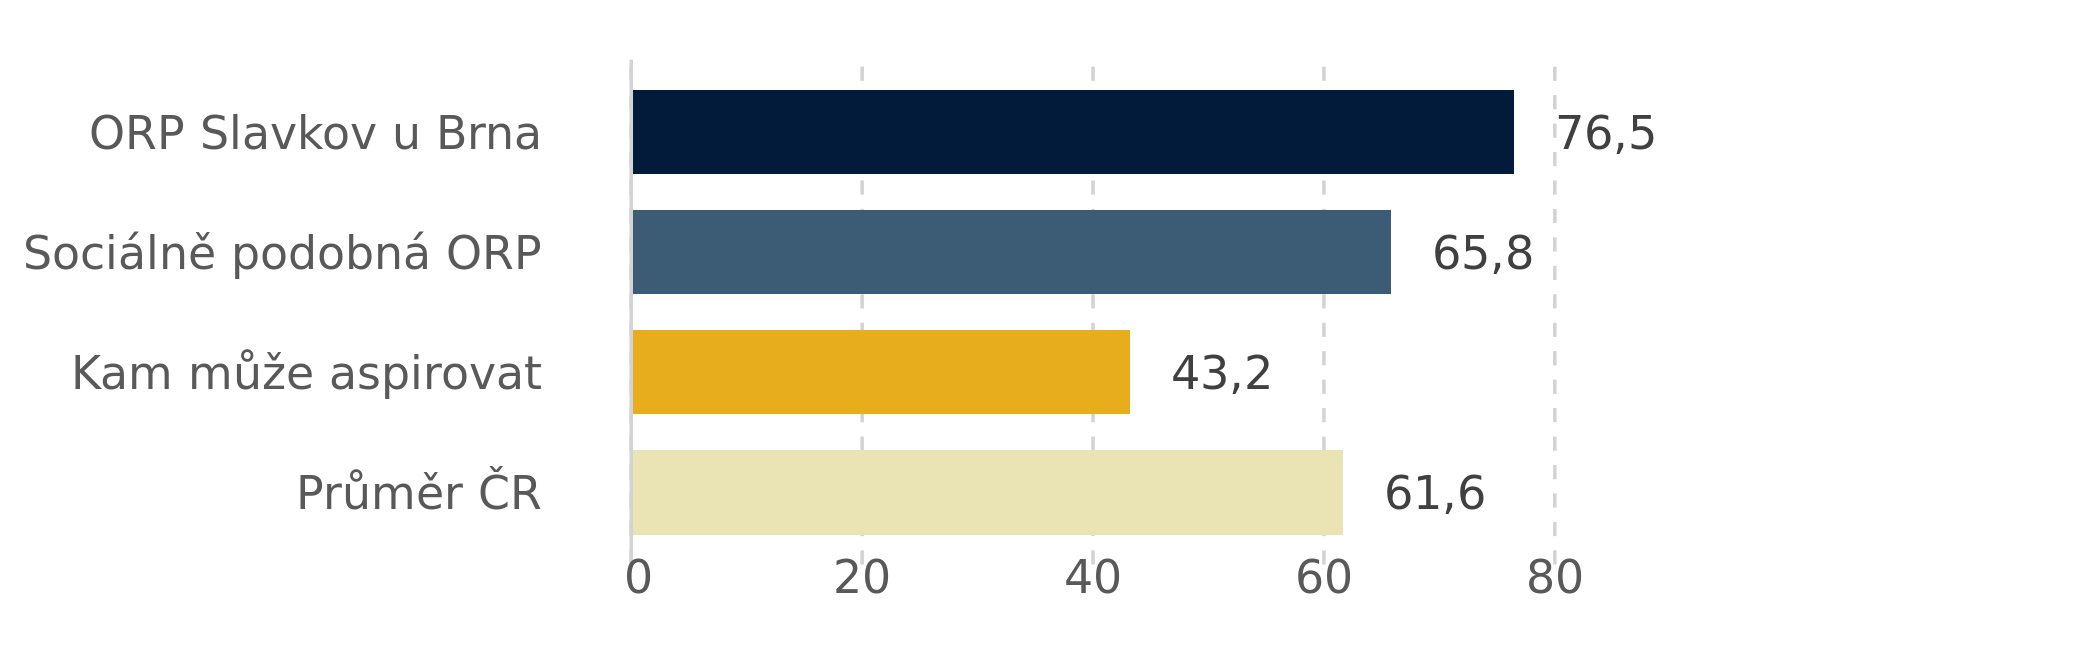 ORP Slavkov u Brna 76,5
Sociálně podobná ORP 65,8
Kam může aspirovat 43,2
Průměr ČR 61,6
0 20 40 60 80